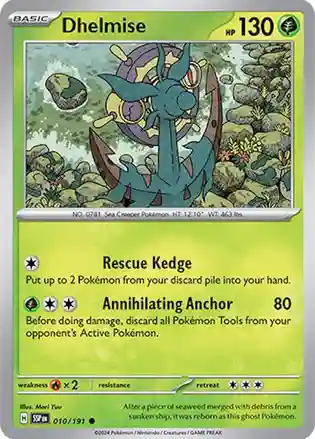 BASIC
Dhelmise
HP 130
NO. 0781 Sea Creeper Pokémon HT: 12'10" WT: 463 lbs.
Rescue Kedge
Put up to 2 Pokémon from your discard pile into your hand.
Annihilating Anchor 80
Before doing damage, discard all Pokémon Tools from your
opponent's Active Pokémon.
weakness ×2 resistance retreat
Illus. Mori Yuu
H SSP EN 010/191
After a piece of seaweed merged with debris from a
sunken ship, it was reborn as this ghost Pokémon.
©2024 Pokémon / Nintendo / Creatures / GAME FREAK